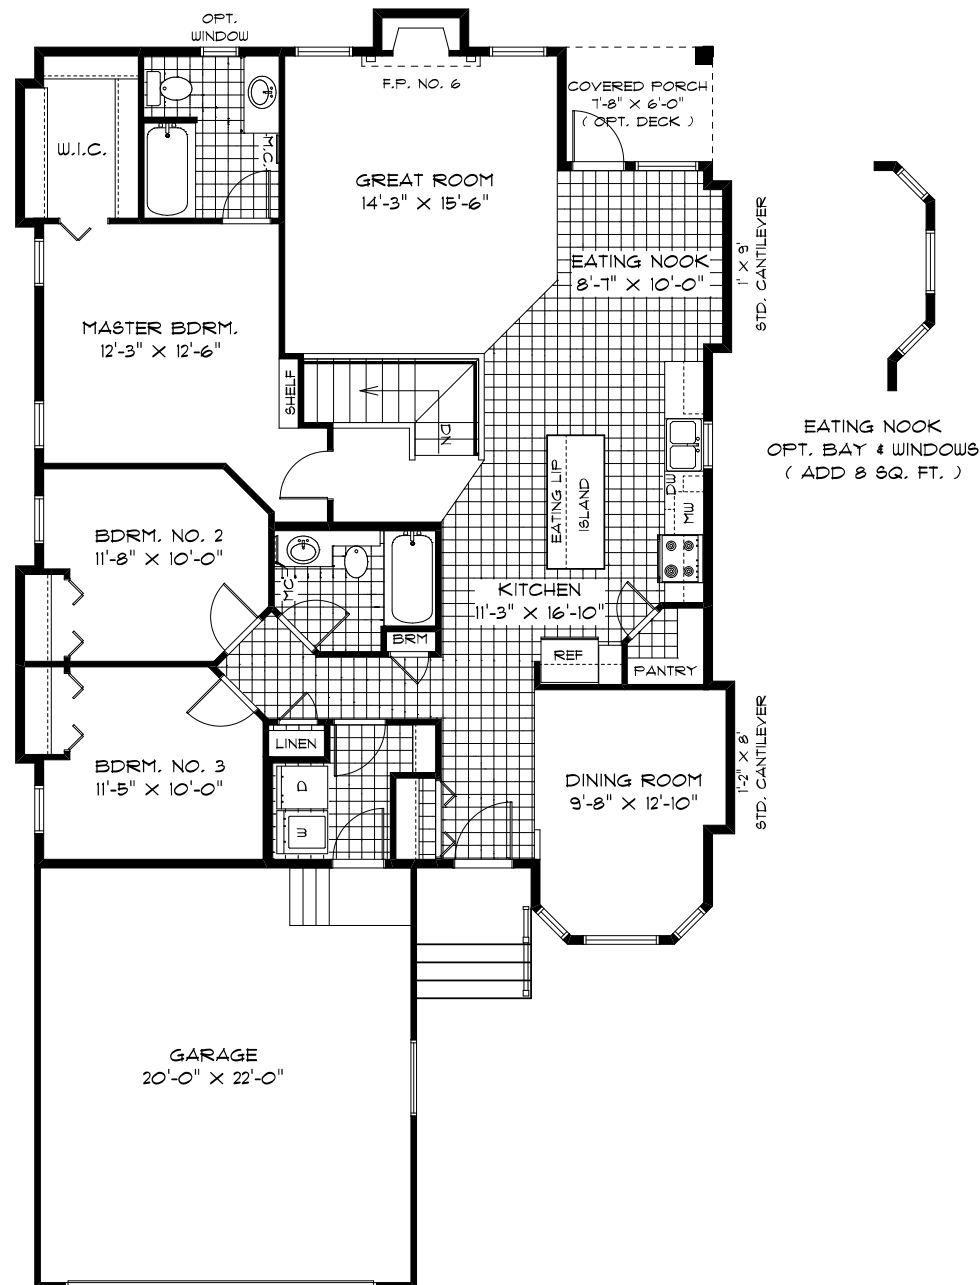 OPT.
WINDOW
F.P. NO. 6
COVERED PORCH
7'-8" X 6'-0"
( OPT. DECK )
W.I.C.
M.C.
GREAT ROOM
14'-3" X 15'-6"
EATING NOOK
8'-7" X 10'-0"
1' X 9'
STD. CANTILEVER
MASTER BDRM.
12'-3" X 12'-6"
SHELF
DN
EATING NOOK
OPT. BAY & WINDOWS
( ADD 8 SQ. FT. )
EATING LIP
ISLAND
DW
MW
BDRM. NO. 2
11'-8" X 10'-0"
MC
KITCHEN
11'-3" X 16'-10"
BRM
REF
PANTRY
LINEN
BDRM. NO. 3
11'-5" X 10'-0"
D
W
DINING ROOM
9'-8" X 12'-10"
1'-2" X 8'
STD. CANTILEVER
GARAGE
20'-0" X 22'-0"